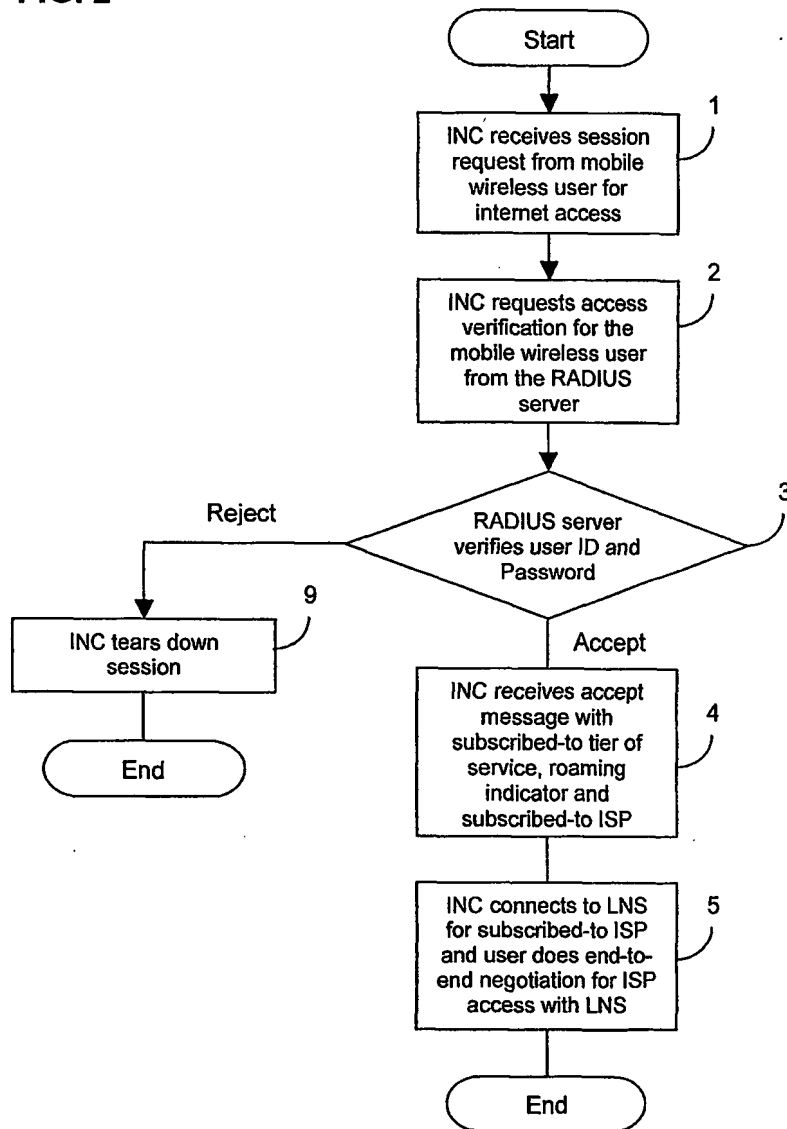 Start
1
INC receives session
request from mobile
wireless user for
internet access
2
INC requests access
verification for the
mobile wireless user
from the RADIUS
server
3
RADIUS server
verifies user ID and
Password
Reject
9
INC tears down
session
End
Accept
4
INC receives accept
message with
subscribed-to tier of
service, roaming
indicator and
subscribed-to ISP
5
INC connects to LNS
for subscribed-to ISP
and user does end-to-
end negotiation for ISP
access with LNS
End